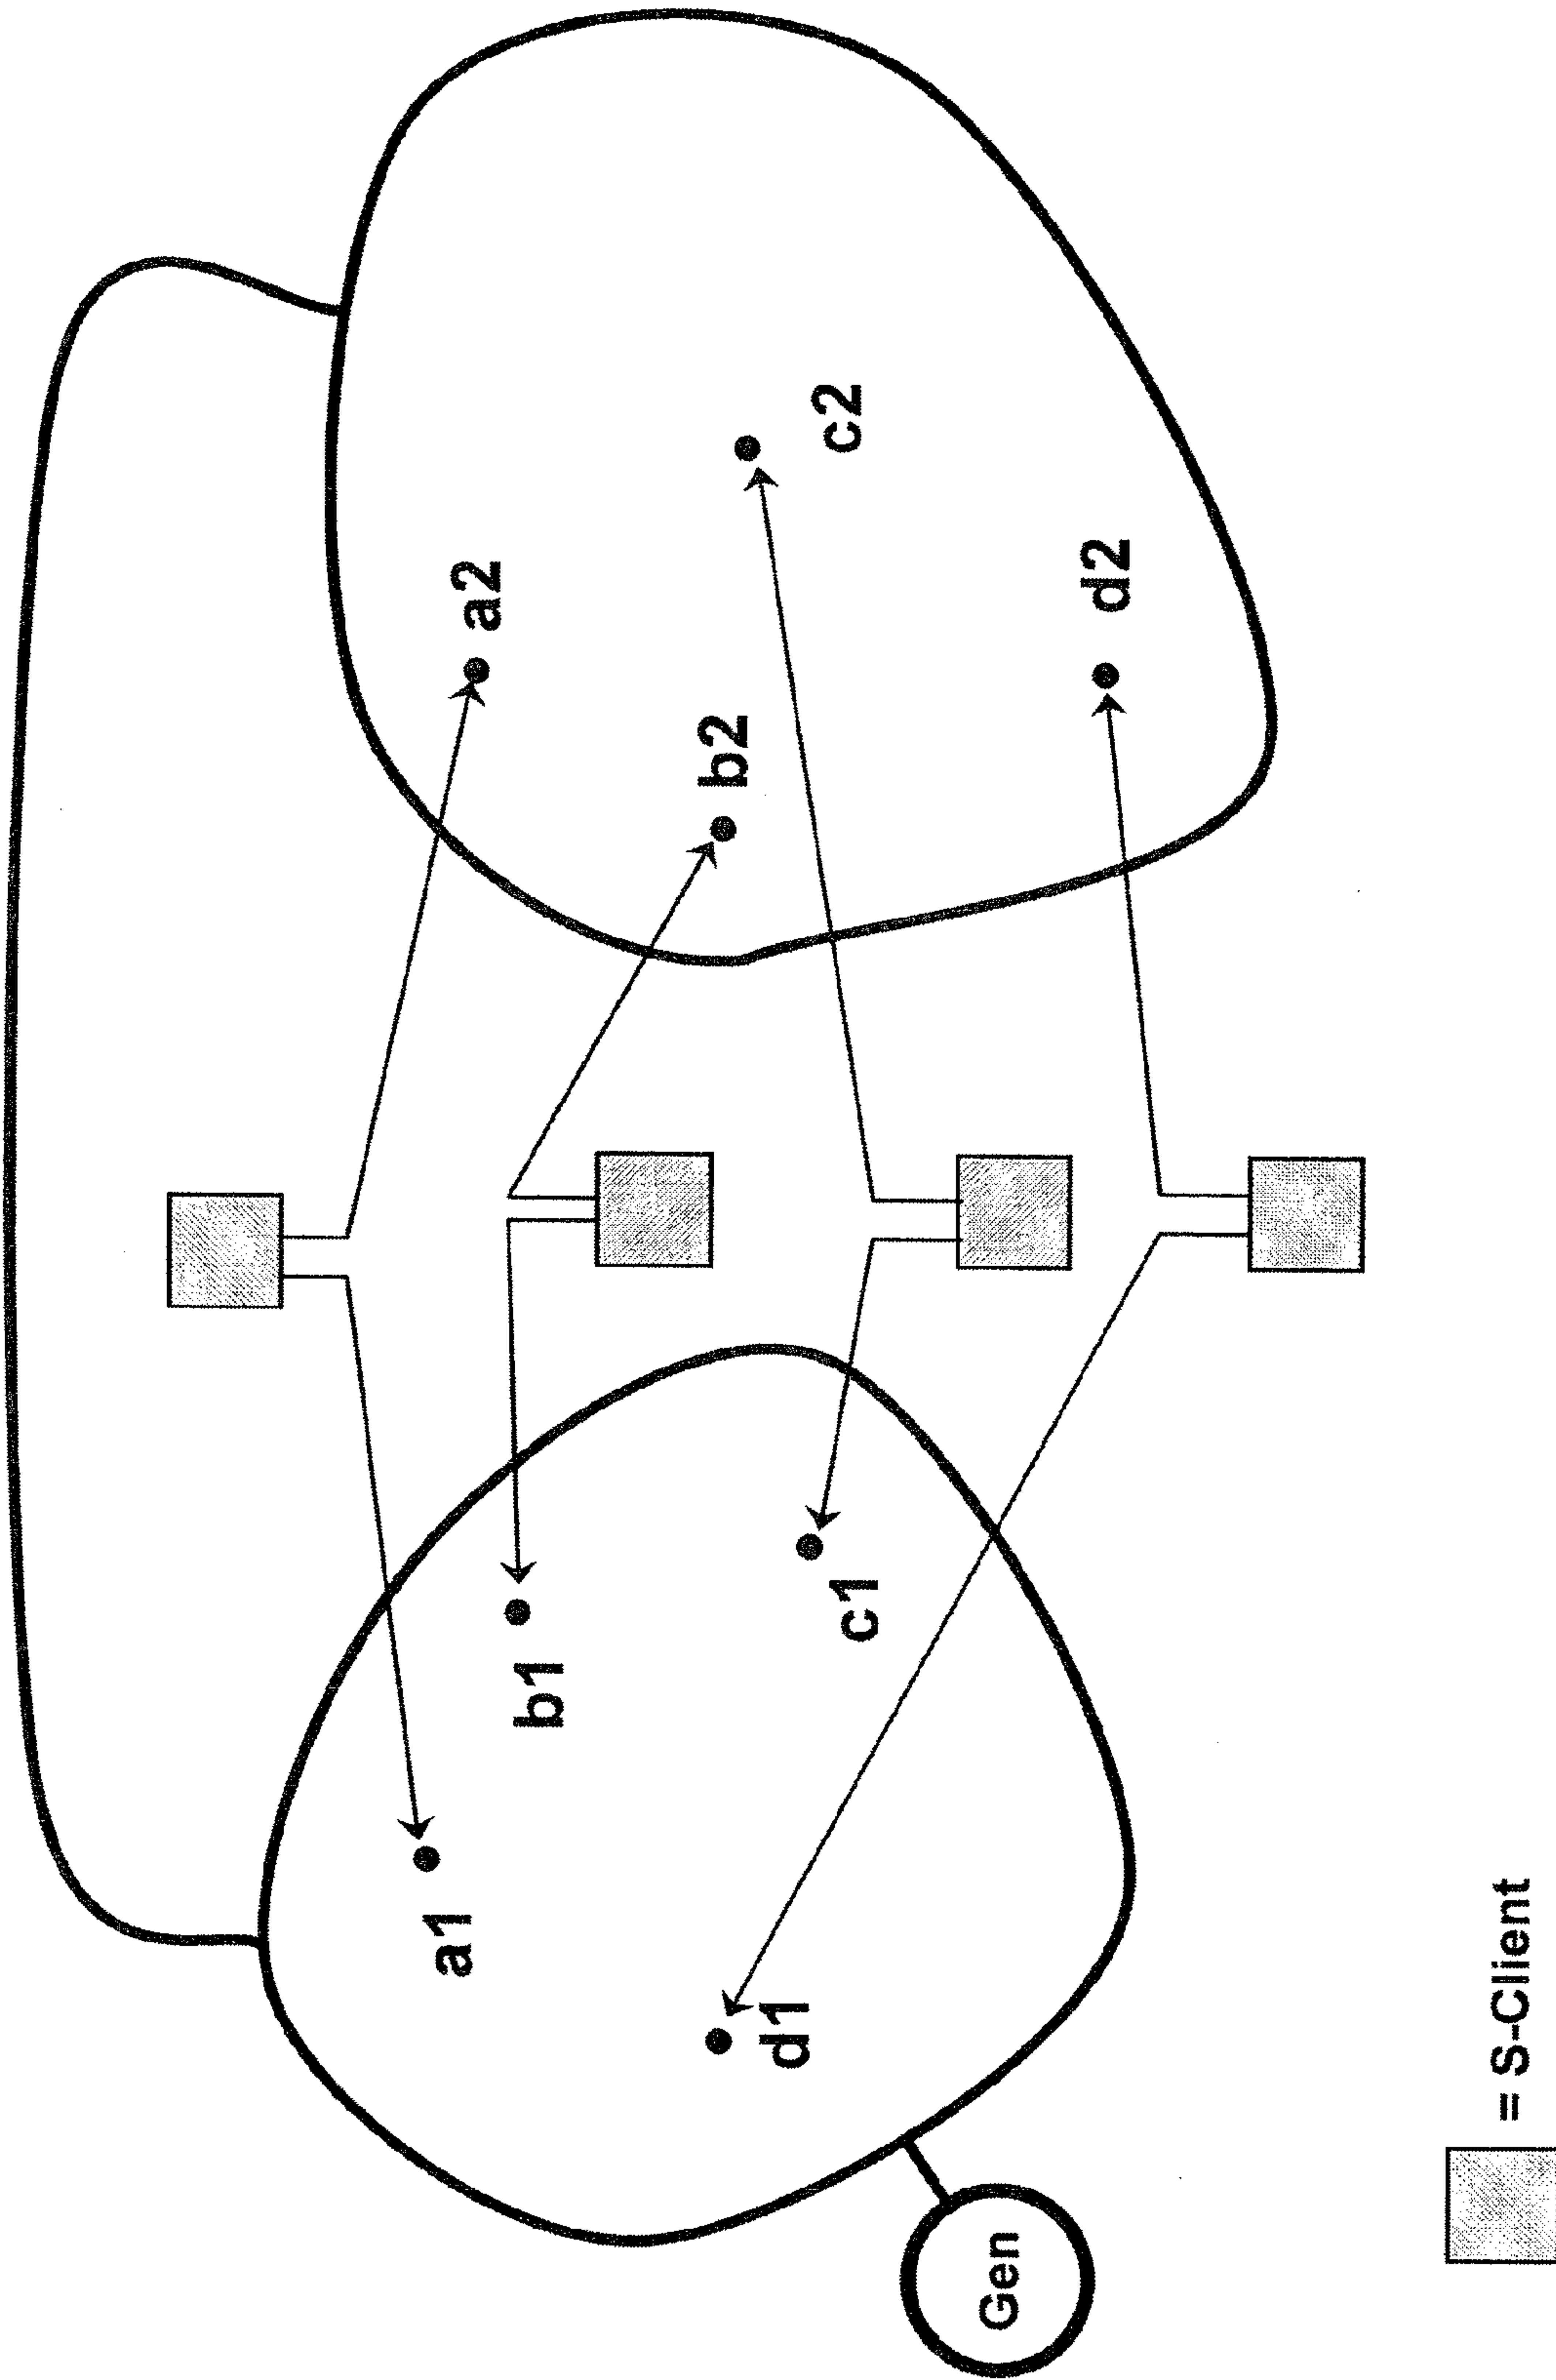 a1
a2
b1
b2
c1
c2
d1
d2
Gen
= S-Client